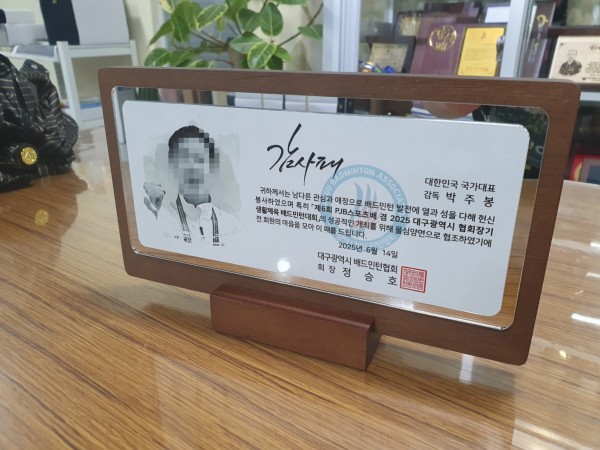 감사패
대한민국 국가대표
감독 박주봉
귀하께서는 남다른 관심과 애정으로 배드민턴 발전에 열과 성을 다해 헌신
봉사하였으며 특히 「제6회 PJB스포츠배 겸 2025 대구광역시 협회장기
생활체육 배드민턴대회」의 성공적인 개최를 위해 물심양면으로 협조하였기에
전 회원의 마음을 모아 이 패를 드립니다.
2025년 6월 14일
대구광역시 배드민턴협회
회장 정승호